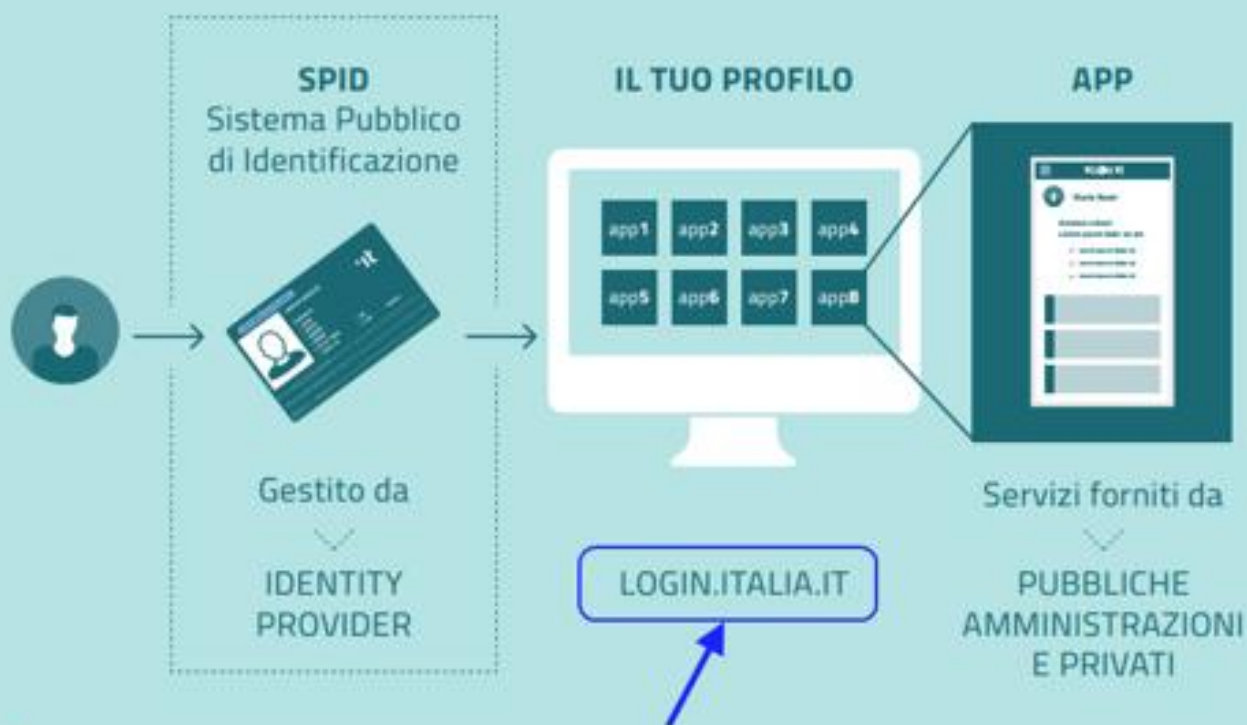 SPID
Sistema Pubblico
di Identificazione
Gestito da
IDENTITY
PROVIDER
IL TUO PROFILO
app1 app2 app3 app4
app5 app6 app7 app8
LOGIN.ITALIA.IT
APP
Servizi forniti da
PUBBLICHE
AMMINISTRAZIONI
E PRIVATI